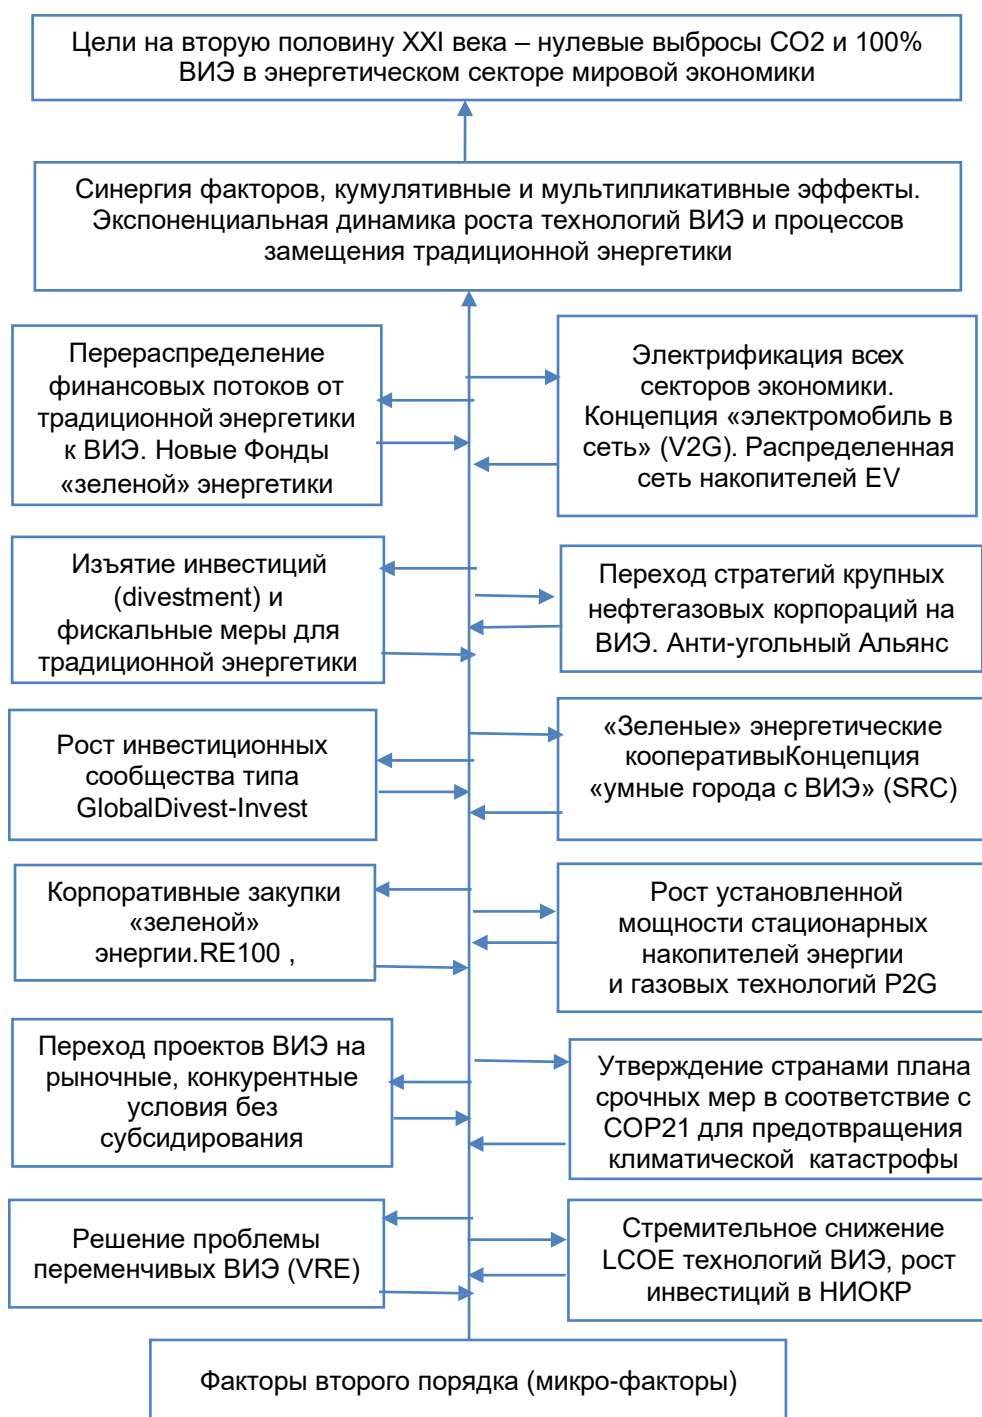 Цели на вторую половину XXI века – нулевые выбросы CO2 и 100%
ВИЭ в энергетическом секторе мировой экономики
Синергия факторов, кумулятивные и мультипликативные эффекты.
Экспоненциальная динамика роста технологий ВИЭ и процессов
замещения традиционной энергетики
Перераспределение
финансовых потоков от
традиционной энергетики
к ВИЭ. Новые Фонды
«зеленой» энергетики
Электрификация всех
секторов экономики.
Концепция «электромобиль в
сеть» (V2G). Распределенная
сеть накопителей EV
Изъятие инвестиций
(divestment) и
фискальные меры для
традиционной энергетики
Переход стратегий крупных
нефтегазовых корпораций на
ВИЭ. Анти-угольный Альянс
Рост инвестиционных
сообщества типа
GlobalDivest-Invest
«Зеленые» энергетические
кооперативыКонцепция
«умные города с ВИЭ» (SRC)
Корпоративные закупки
«зеленой»
энергии.RE100 ,
Рост установленной
мощности стационарных
накопителей энергии
и газовых технологий P2G
Переход проектов ВИЭ на
рыночные, конкурентные
условия без
субсидирования
Утверждение странами плана
срочных мер в соответствие с
COP21 для предотвращения
климатической катастрофы
Решение проблемы
переменчивых ВИЭ (VRE)
Стремительное снижение
LCOE технологий ВИЭ, рост
инвестиций в НИОКР
Факторы второго порядка (микро-факторы)